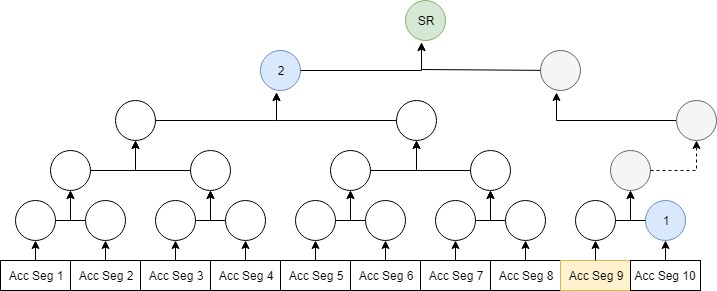 SR
2
1
Acc Seg 1
Acc Seg 2
Acc Seg 3
Acc Seg 4
Acc Seg 5
Acc Seg 6
Acc Seg 7
Acc Seg 8
Acc Seg 9
Acc Seg 10